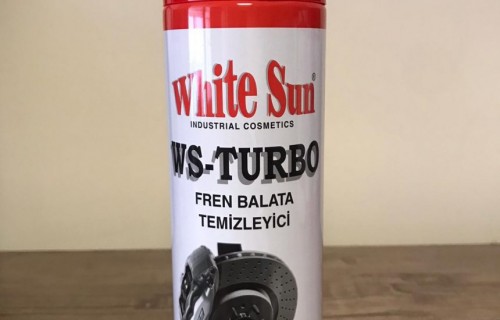 White Sun®
INDUSTRIAL COSMETICS
WS-TURBO
FREN BALATA
TEMİZLEYİCİ